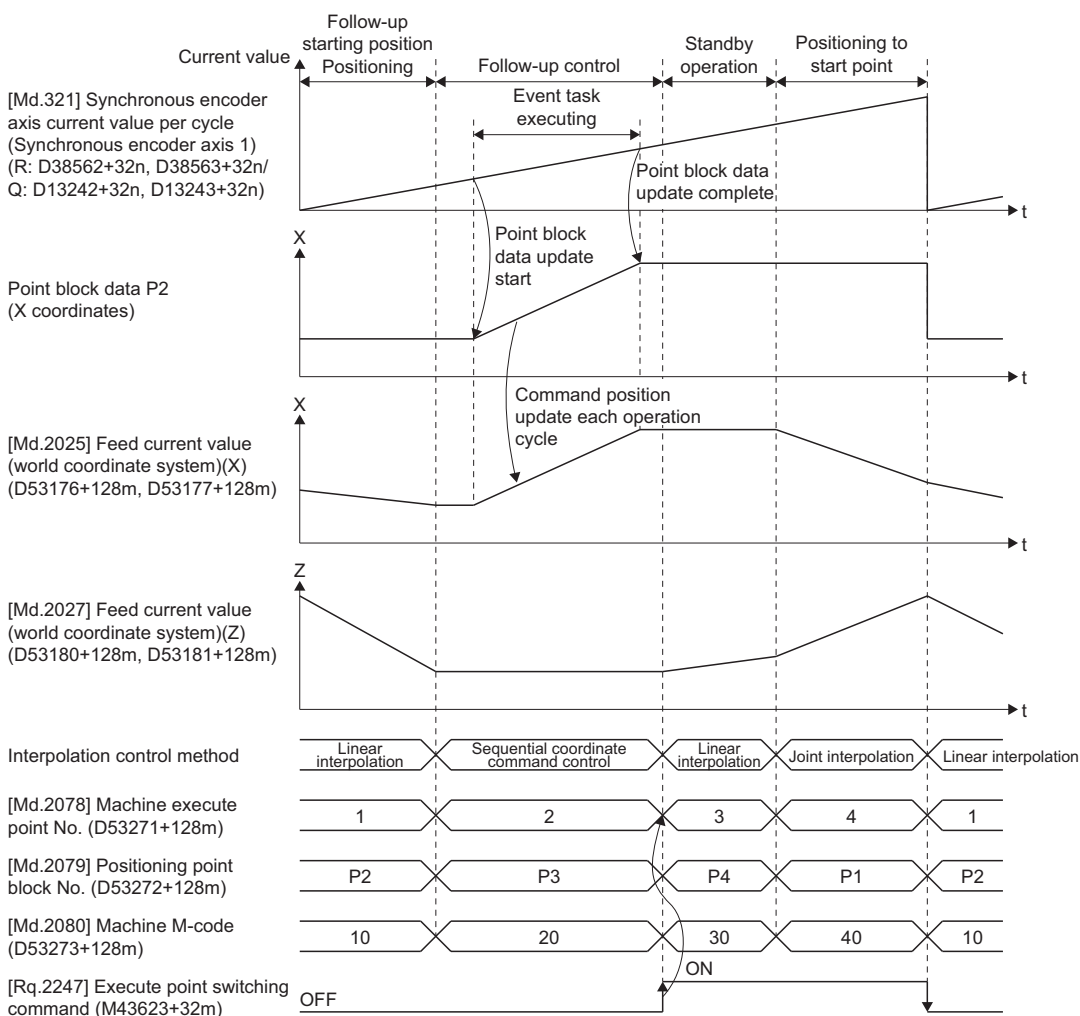 Follow-up
starting position
Positioning
Follow-up control
Standby
operation
Positioning to
start point
Current value
Event task
executing
[Md.321] Synchronous encoder
axis current value per cycle
(Synchronous encoder axis 1)
(R: D38562+32n, D38563+32n/
Q: D13242+32n, D13243+32n)
Point block data
update complete
t
X
Point block
data update
start
Point block data P2
(X coordinates)
t
X
Command position
update each operation
cycle
[Md.2025] Feed current value
(world coordinate system)(X)
(D53176+128m, D53177+128m)
t
Z
[Md.2027] Feed current value
(world coordinate system)(Z)
(D53180+128m, D53181+128m)
t
Interpolation control method
Linear
interpolation
Sequential coordinate
command control
Linear
interpolation
Joint interpolation
Linear interpolation
[Md.2078] Machine execute
point No. (D53271+128m)
1 2 3 4 1
[Md.2079] Positioning point
block No. (D53272+128m)
P2 P3 P4 P1 P2
[Md.2080] Machine M-code
(D53273+128m)
10 20 30 40 10
[Rq.2247] Execute point switching
command (M43623+32m)
OFF
ON